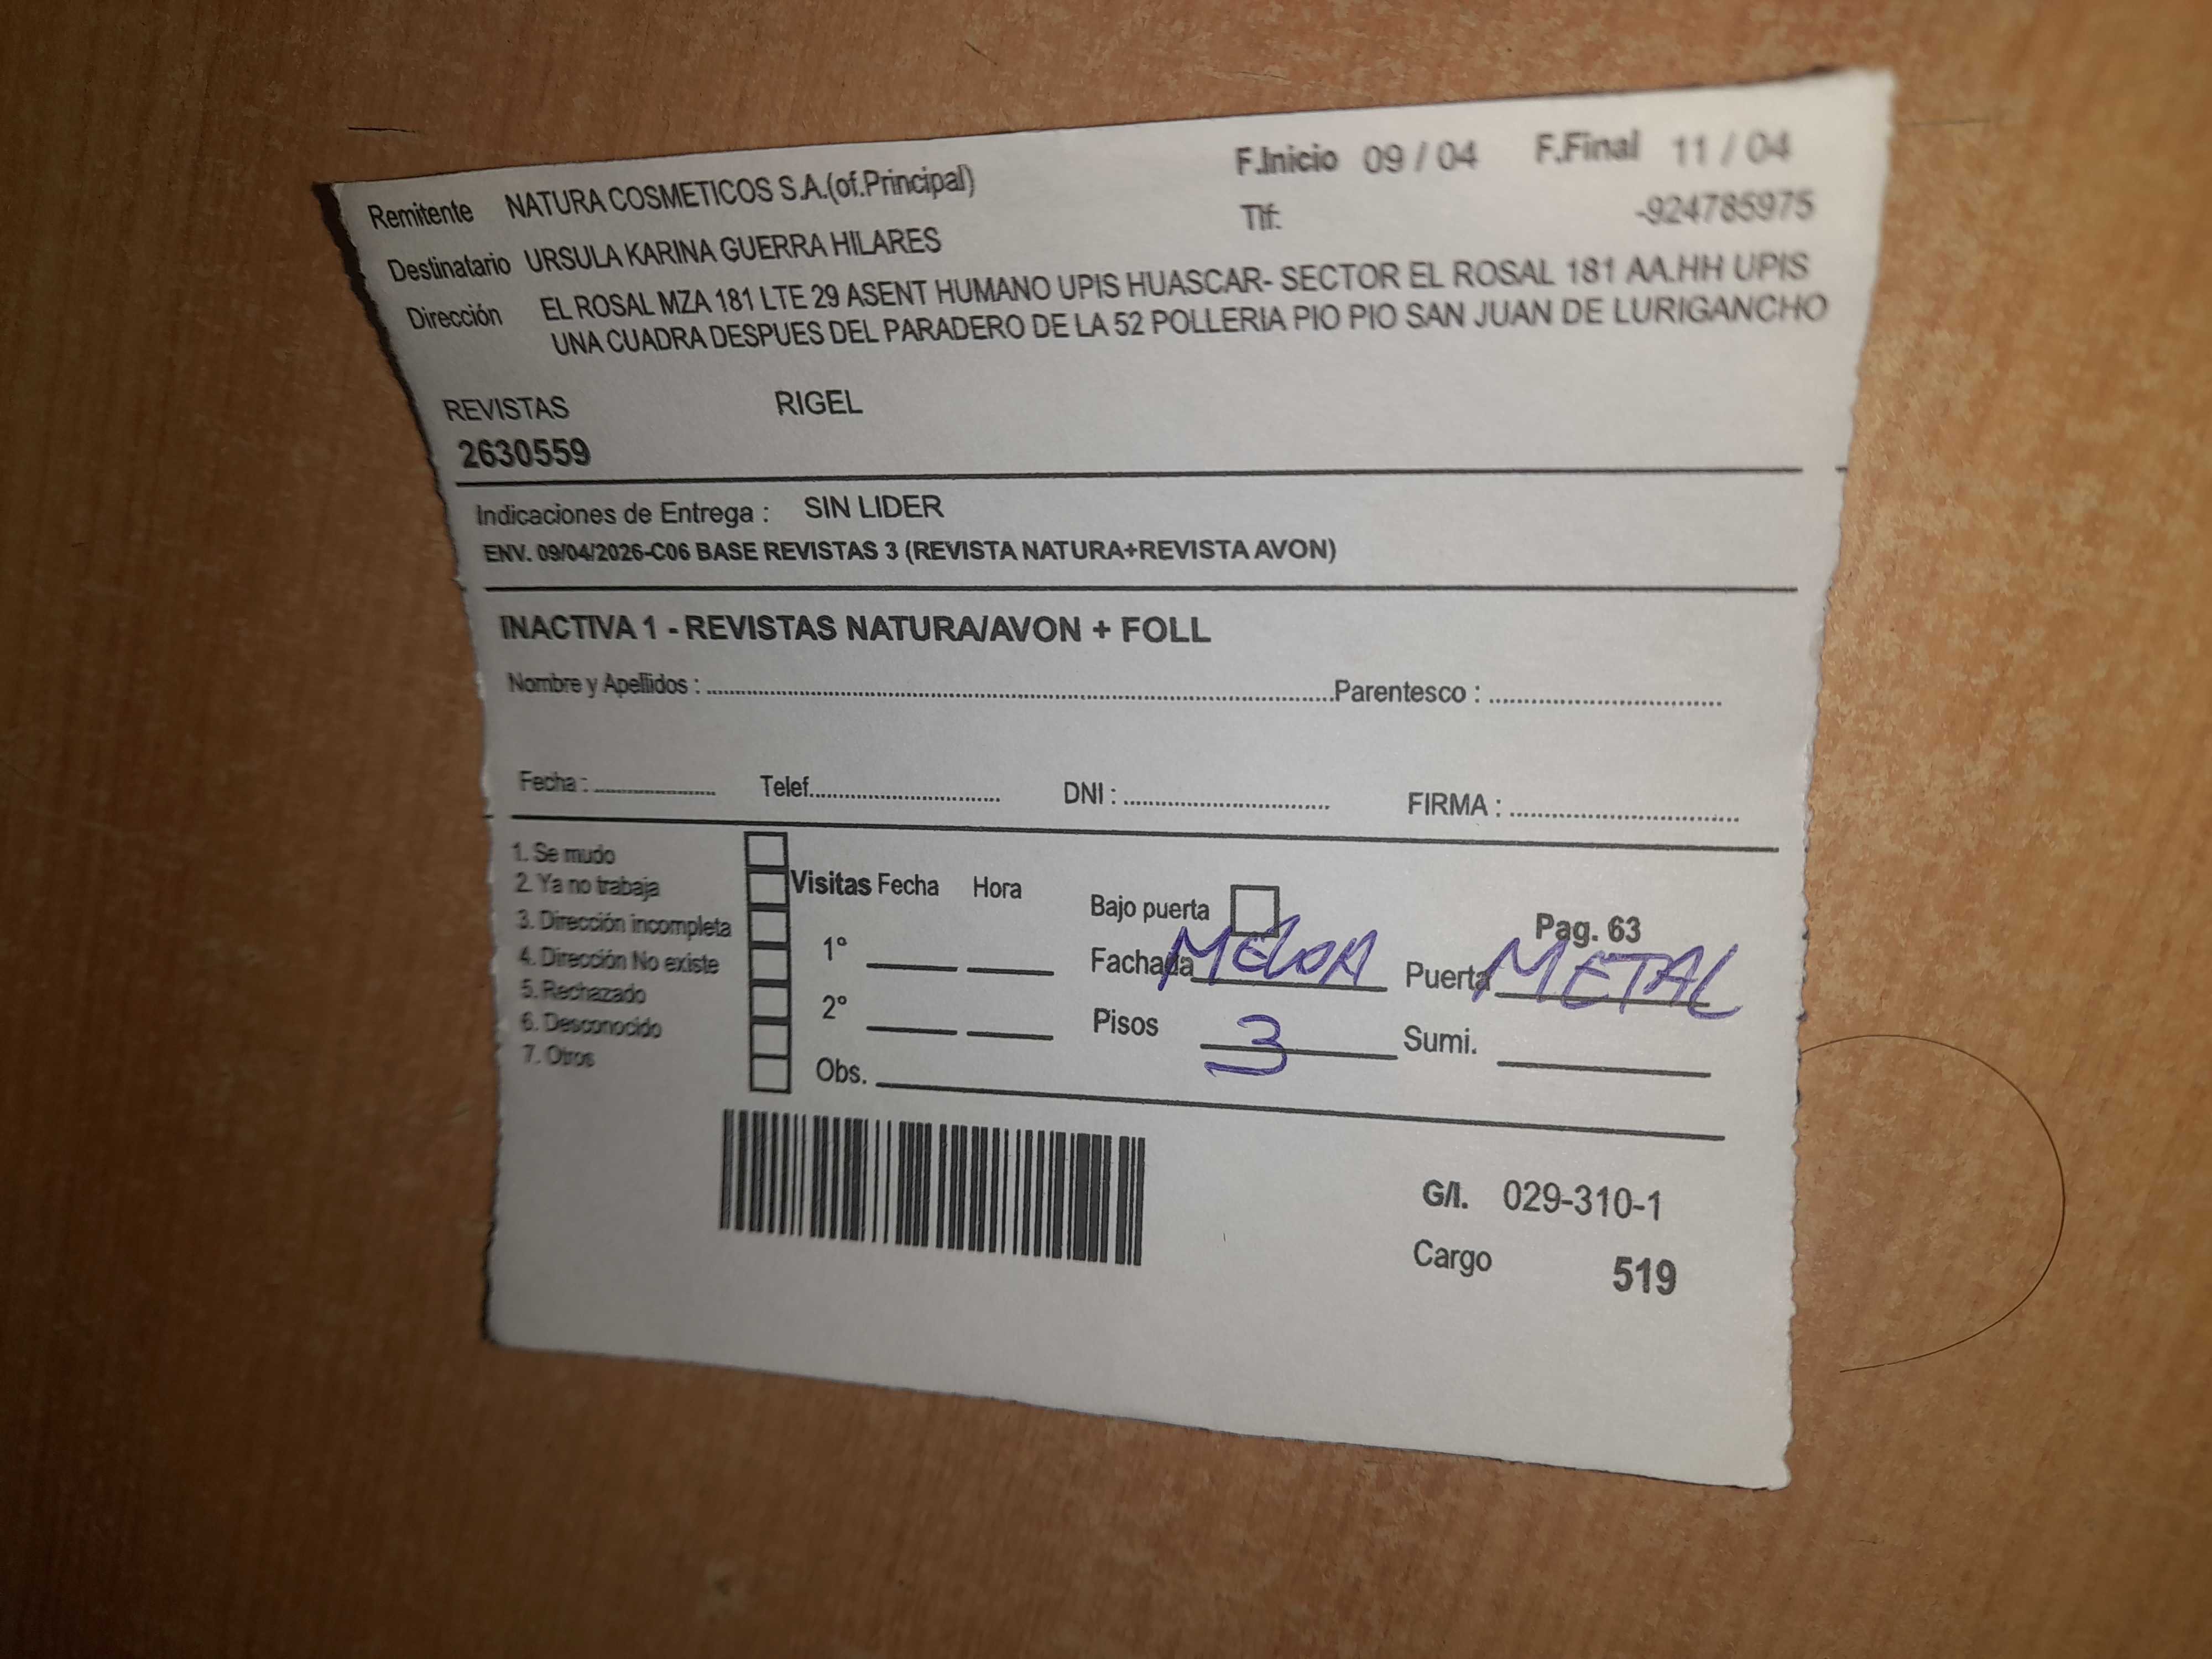 Remitente NATURA COSMETICOS S.A.(of.Principal) F.Inicio 09 / 04 F.Final 11 / 04
Destinatario URSULA KARINA GUERRA HILARES Tlf: -924785975
Dirección EL ROSAL MZA 181 LTE 29 ASENT HUMANO UPIS HUASCAR- SECTOR EL ROSAL 181 AA.HH UPIS
UNA CUADRA DESPUES DEL PARADERO DE LA 52 POLLERIA PIO PIO SAN JUAN DE LURIGANCHO
REVISTAS RIGEL
2630559
Indicaciones de Entrega : SIN LIDER
ENV. 09/04/2026-C06 BASE REVISTAS 3 (REVISTA NATURA+REVISTA AVON)
INACTIVA 1 - REVISTAS NATURA/AVON + FOLL
Nombre y Apellidos : Parentesco :
Fecha : Telef. DNI : FIRMA :
1. Se mudo
2. Ya no trabaja Visitas Fecha Hora Bajo puerta Pag. 63
3. Dirección incompleta
4. Dirección No existe 1° Fachada MELON Puerta METAL
5. Rechazado
6. Desconocido 2° Pisos 3 Sumi.
7. Otros Obs.
G/I. 029-310-1
Cargo 519